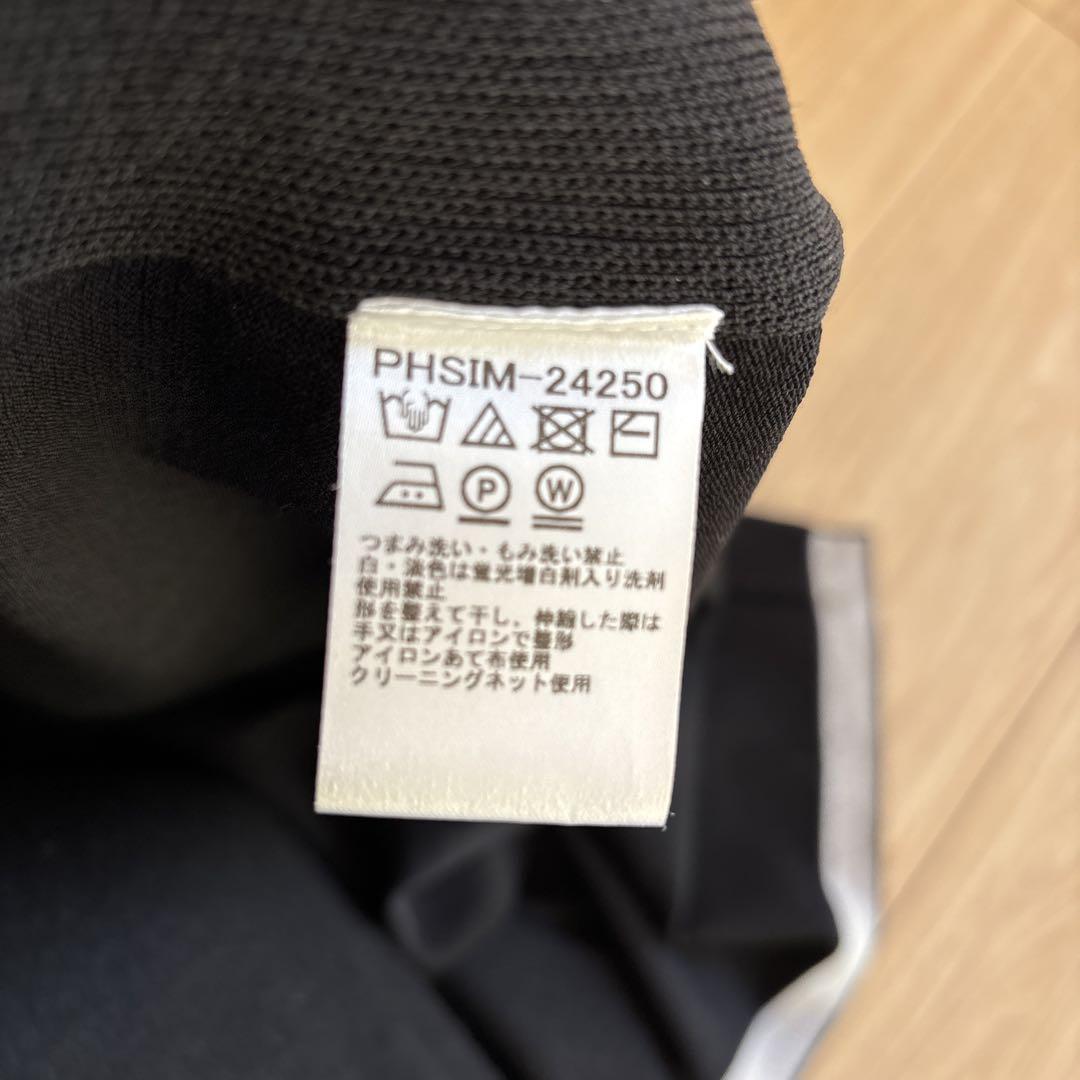 PHSIM-24250
P
W
つまみ洗い・もみ洗い禁止
白・淡色は蛍光増白剤入り洗剤
使用禁止
形を整えて干し、伸縮した際は
手又はアイロンで整形
アイロンあて布使用
クリーニングネット使用